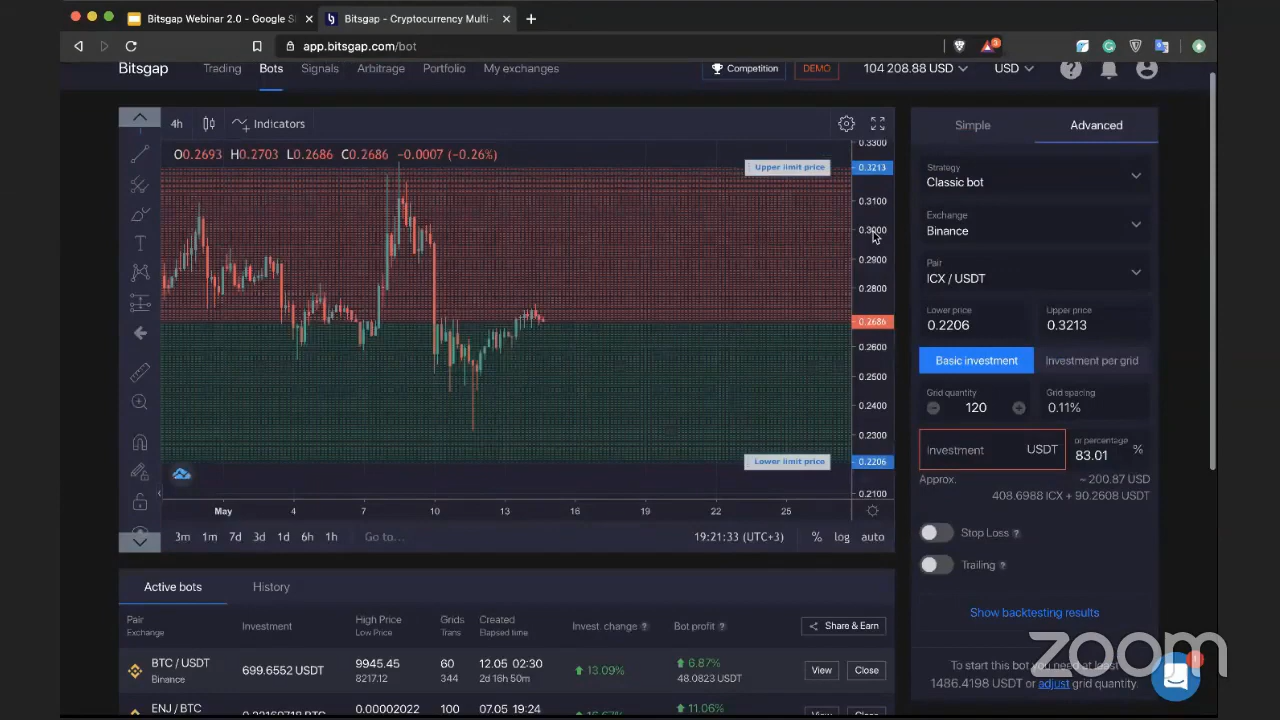 Bitsgap Webinar 2.0 - Google Sl
Bitsgap - Cryptocurrency Multi-
app.bitsgap.com/bot
3
Bitsgap
Trading
Bots
Signals
Arbitrage
Portfolio
My exchanges
Competition
DEMO
104 208.88 USD
USD
4h
Indicators
O0.2693 H0.2703 L0.2686 C0.2686 -0.0007 (-0.26%)
Upper limit price
Lower limit price
0.3300
0.3213
0.3100
0.3000
0.2900
0.2800
0.2686
0.2600
0.2500
0.2400
0.2300
0.2206
0.2100
May 4 7 10 13 16 19 22 25
3m 1m 7d 3d 1d 6h 1h Go to...
19:21:33 (UTC+3) % log auto
Simple
Advanced
Strategy
Classic bot
Exchange
Binance
Pair
ICX / USDT
Lower price
0.2206
Upper price
0.3213
Basic investment
Investment per grid
Grid quantity
120
Grid spacing
0.11%
Investment USDT
or percentage
83.01 %
Approx. ~ 200.87 USD
408.6988 ICX + 90.2608 USDT
Stop Loss ?
Trailing ?
Show backtesting results
To start this bot you need at least
1486.4198 USDT or adjust grid quantity.
Active bots
History
Pair
Exchange
Investment
High Price
Low Price
Grids
Trans
Created
Elapsed time
Invest. change ?
Bot profit ?
Share & Earn
BTC / USDT
Binance
699.6552 USDT
9945.45
8217.12
60
344
12.05 02:30
2d 16h 50m
13.09%
6.87%
48.0823 USDT
View
Close
ENJ / BTC
0.00002022
100
07.05 19:24
11.06%
zoom
1